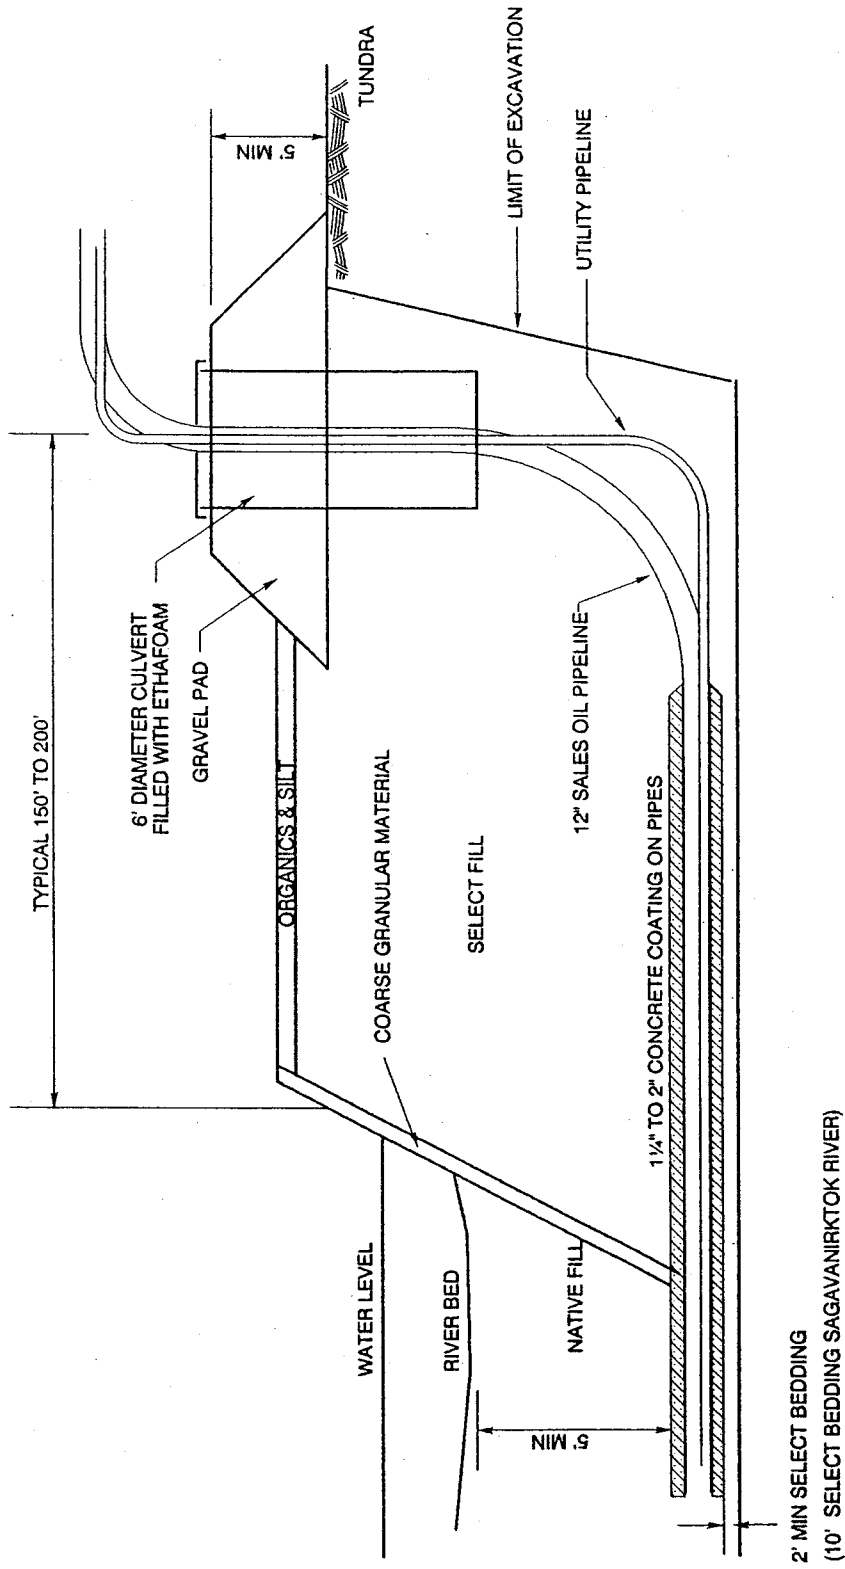 TYPICAL 150' TO 200'
6' DIAMETER CULVERT
FILLED WITH ETHAFOAM
GRAVEL PAD
5' MIN
TUNDRA
ORGANICS & SILT
LIMIT OF EXCAVATION
COARSE GRANULAR MATERIAL
UTILITY PIPELINE
SELECT FILL
12" SALES OIL PIPELINE
WATER LEVEL
RIVER BED
NATIVE FILL
1¼" TO 2" CONCRETE COATING ON PIPES
5' MIN
2' MIN SELECT BEDDING
(10' SELECT BEDDING SAGAVANIRKTOK RIVER)